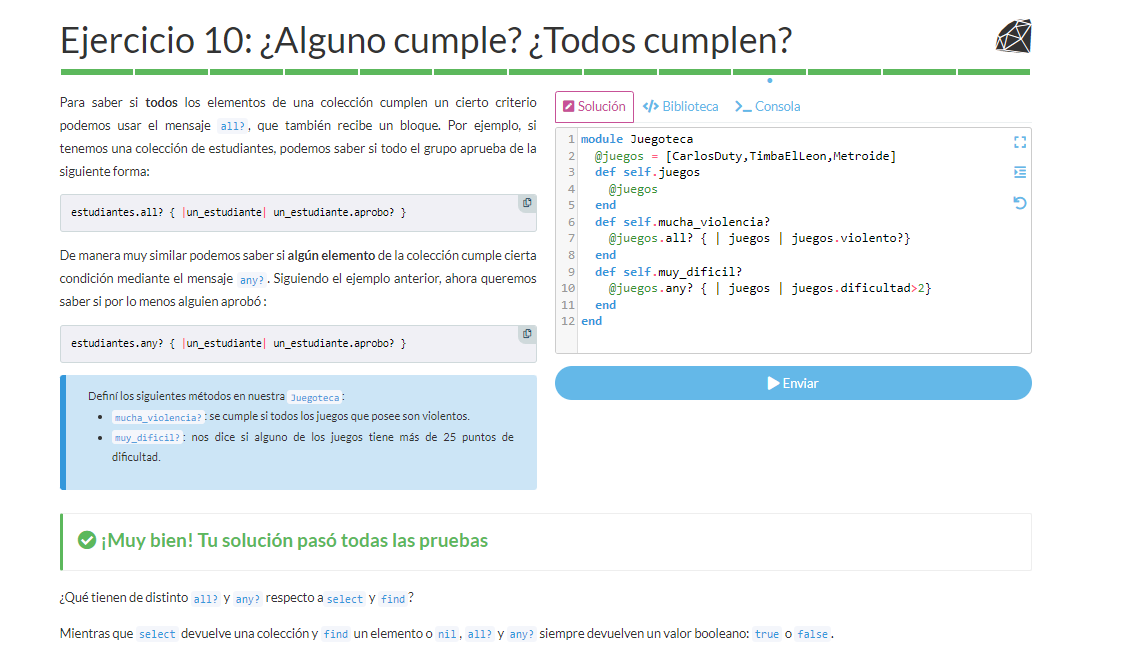 Ejercicio 10: ¿Alguno cumple? ¿Todos cumplen?
Para saber si todos los elementos de una colección cumplen un cierto criterio
podemos usar el mensaje all?, que también recibe un bloque. Por ejemplo, si
tenemos una colección de estudiantes, podemos saber si todo el grupo aprueba de la
siguiente forma:
estudiantes.all? { |un_estudiante| un_estudiante.aprobo? }
De manera muy similar podemos saber si algún elemento de la colección cumple cierta
condición mediante el mensaje any?. Siguiendo el ejemplo anterior, ahora queremos
saber si por lo menos alguien aprobó :
estudiantes.any? { |un_estudiante| un_estudiante.aprobo? }
Definí los siguientes métodos en nuestra Juegoteca:
• mucha_violencia?: se cumple si todos los juegos que posee son violentos.
• muy_dificil?: nos dice si alguno de los juegos tiene más de 25 puntos de
dificultad.
Solución </> Biblioteca >_ Consola
1 module Juegoteca
2   @juegos = [CarlosDuty,TimbaElLeon,Metroide]
3   def self.juegos
4     @juegos
5   end
6   def self.mucha_violencia?
7     @juegos.all? { | juegos | juegos.violento?}
8   end
9   def self.muy_dificil?
10     @juegos.any? { | juegos | juegos.dificultad>2}
11   end
12 end
Enviar
¡Muy bien! Tu solución pasó todas las pruebas
¿Qué tienen de distinto all? y any? respecto a select y find?
Mientras que select devuelve una colección y find un elemento o nil, all? y any? siempre devuelven un valor booleano: true o false.